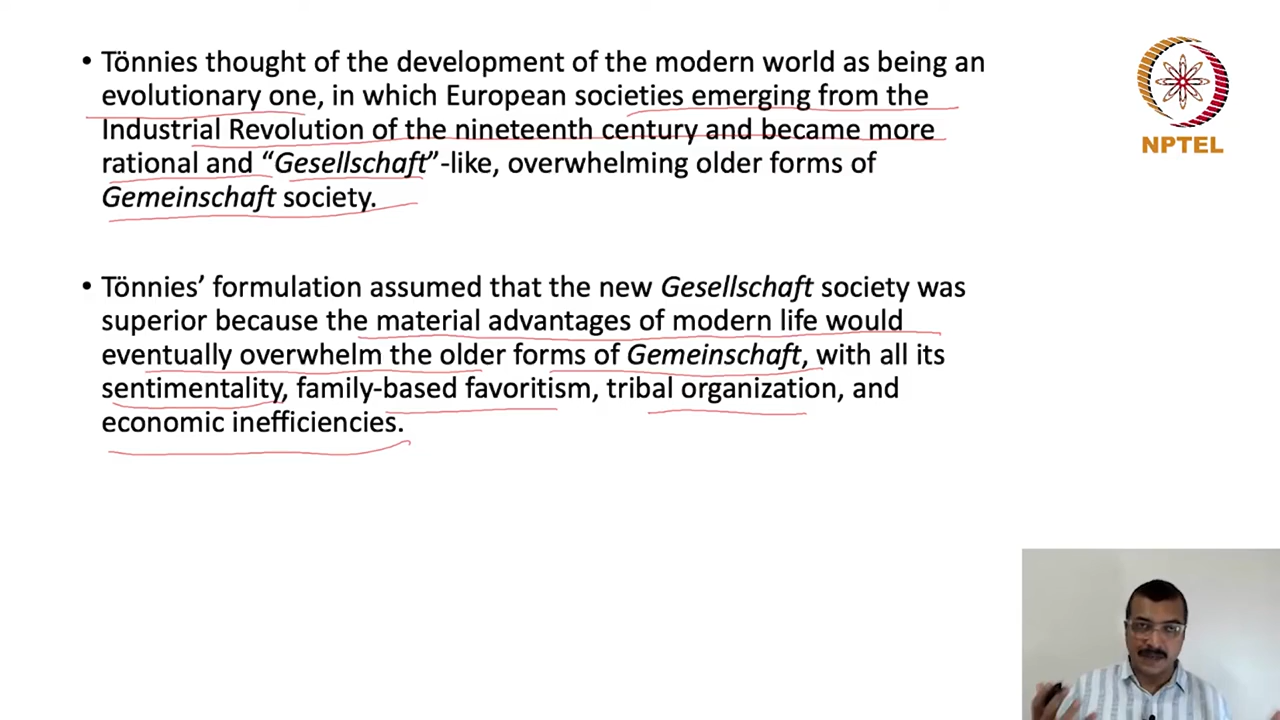 • Tönnies thought of the development of the modern world as being an
evolutionary one, in which European societies emerging from the
Industrial Revolution of the nineteenth century and became more
rational and “Gesellschaft”-like, overwhelming older forms of
Gemeinschaft society.
• Tönnies’ formulation assumed that the new Gesellschaft society was
superior because the material advantages of modern life would
eventually overwhelm the older forms of Gemeinschaft, with all its
sentimentality, family-based favoritism, tribal organization, and
economic inefficiencies.
NPTEL